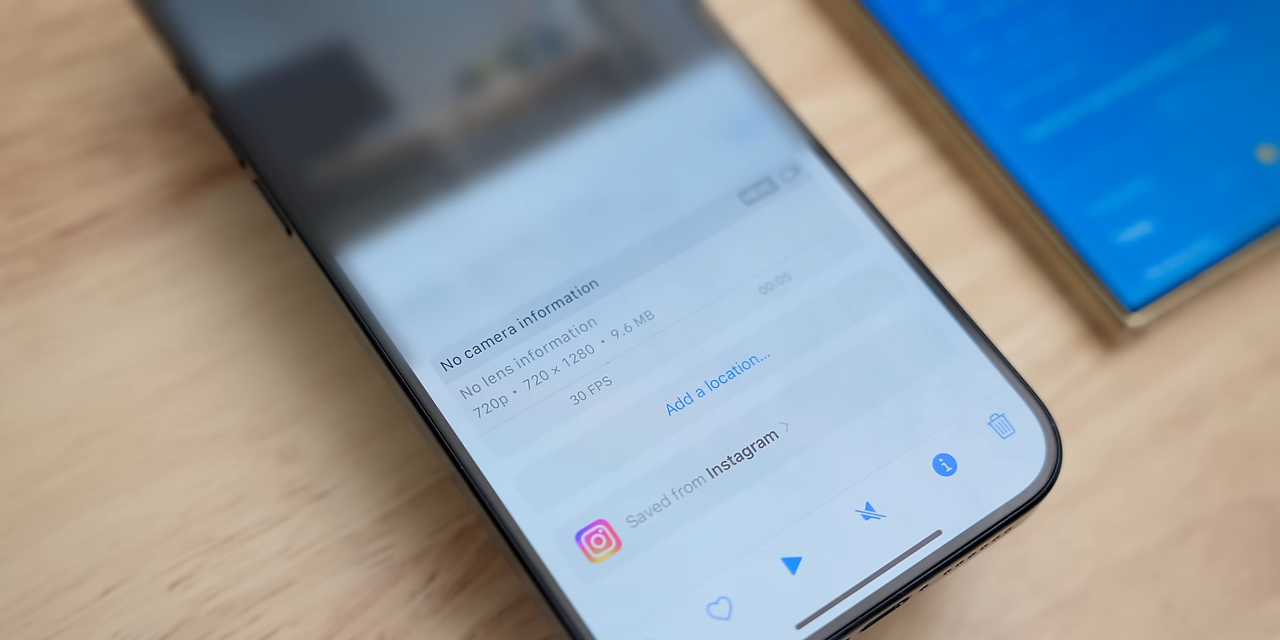 No camera information
No lens information
720p • 720 × 1280 • 9.6 MB
30 FPS
00:05
Add a location...
Saved from Instagram